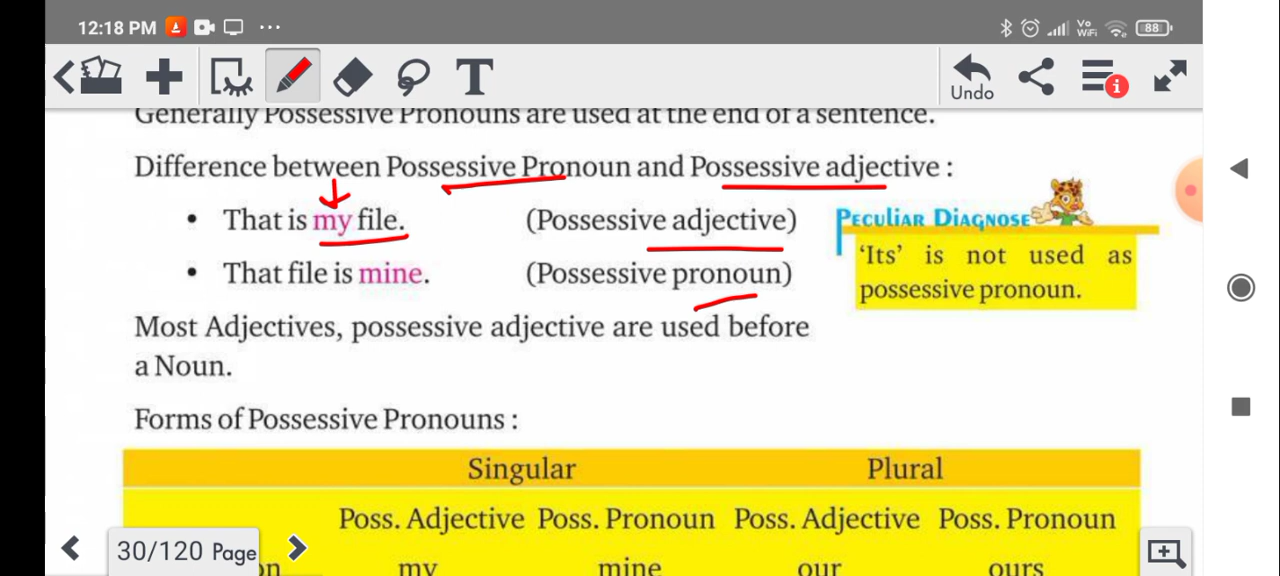 12:18 PM
Vo WiFi 88
T
Undo
i
Generally Possessive Pronouns are used at the end of a sentence.
Difference between Possessive Pronoun and Possessive adjective :
• That is my file. (Possessive adjective)
• That file is mine. (Possessive pronoun)
PECULIAR DIAGNOSE
‘Its’ is not used as
possessive pronoun.
Most Adjectives, possessive adjective are used before
a Noun.
Forms of Possessive Pronouns :
Singular Plural
Poss. Adjective Poss. Pronoun Poss. Adjective Poss. Pronoun
my mine our ours
30/120 Page